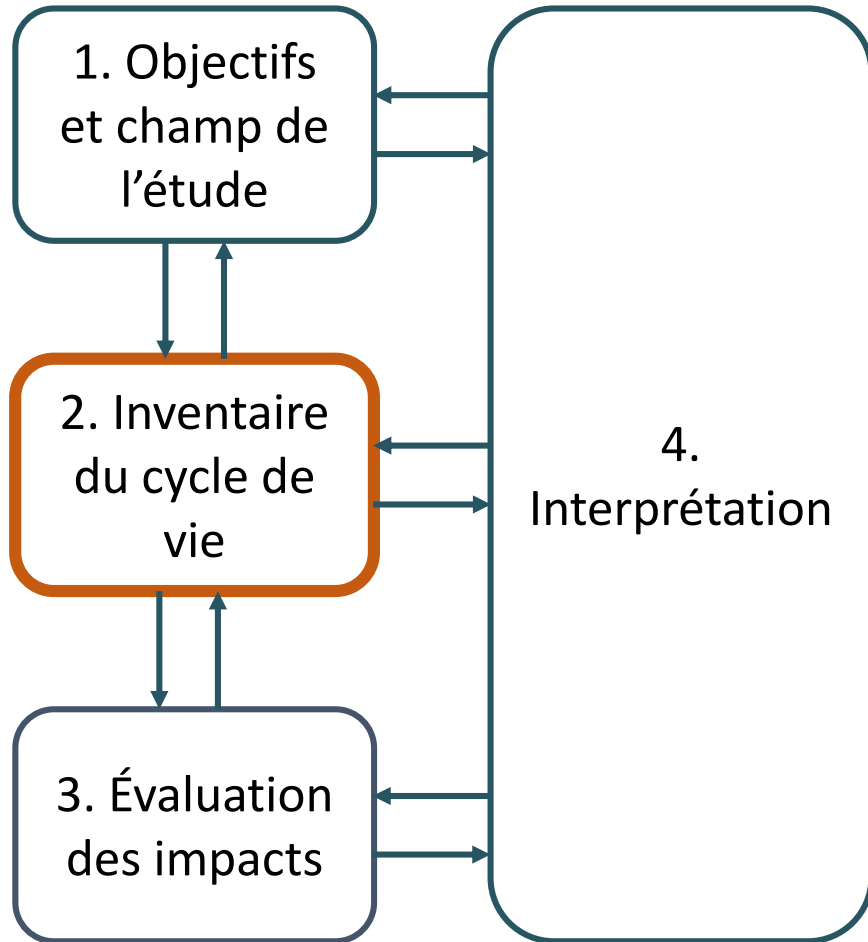 1. Objectifs
et champ de
l’étude
2. Inventaire
du cycle de
vie
4.
Interprétation
3. Évaluation
des impacts